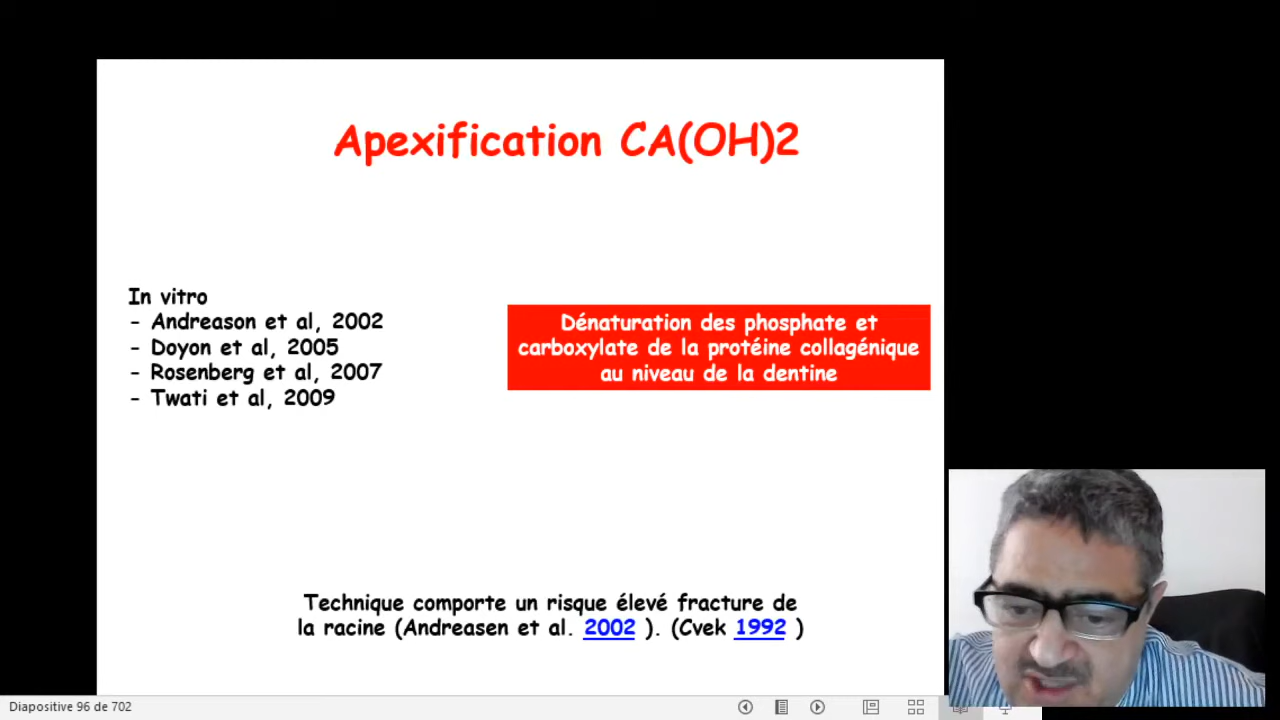 Apexification CA(OH)2
In vitro
- Andreason et al, 2002
- Doyon et al, 2005
- Rosenberg et al, 2007
- Twati et al, 2009
Dénaturation des phosphate et
carboxylate de la protéine collagénique
au niveau de la dentine
Technique comporte un risque élevé fracture de
la racine (Andreasen et al. 2002 ). (Cvek 1992 )
Diapositive 96 de 702